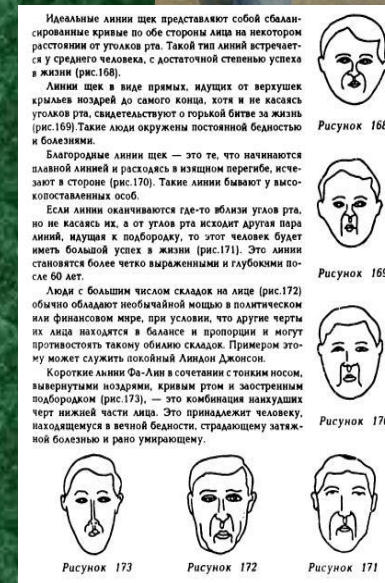 Идеальные линии щек представляют собой сбалан-
сированные кривые по обе стороны лица на некотором
расстоянии от уголков рта. Такой тип линий встречает-
ся у среднего человека, с достаточной степенью успеха
в жизни (рис.168).
Линии щек в виде прямых, идущих от верхушек
крыльев ноздрей до самого конца, хотя и не касаясь
уголков рта, свидетельствуют о горькой битве за жизнь
(рис.169).Такие люди окружены постоянной бедностью
и болезнями.
Благородные линии щек — это те, что начинаются
плавной линией и расходясь в изящном перегибе, исче-
зают в стороне (рис.170). Такие линии бывают у высо-
копоставленных особ.
Если линии оканчиваются где-то вблизи углов рта,
но не касаясь их, а от углов рта исходит другая пара
линий, идущая к подбородку, то этот человек будет
иметь большой успех в жизни (рис.171). Это линии
становятся более четко выраженными и глубокими по-
сле 60 лет.
Люди с большим числом складок на лице (рис.172)
обычно обладают необычайной мощью в политическом
или финансовом мире, при условии, что другие черты
их лица находятся в балансе и пропорции и могут
противостоять такому обилию складок. Примером это-
му может служить покойный Линдон Джонсон.
Короткие линии Фа-Лин в сочетании с тонким носом,
вывернутыми ноздрями, кривым ртом и заостренным
подбородком (рис.173), — это комбинация наихудших
черт нижней части лица. Это принадлежит человеку,
находящемуся в вечной бедности, страдающему затяж-
ной болезнью и рано умирающему.
Рисунок 168
Рисунок 169
Рисунок 170
Рисунок 173
Рисунок 172
Рисунок 171